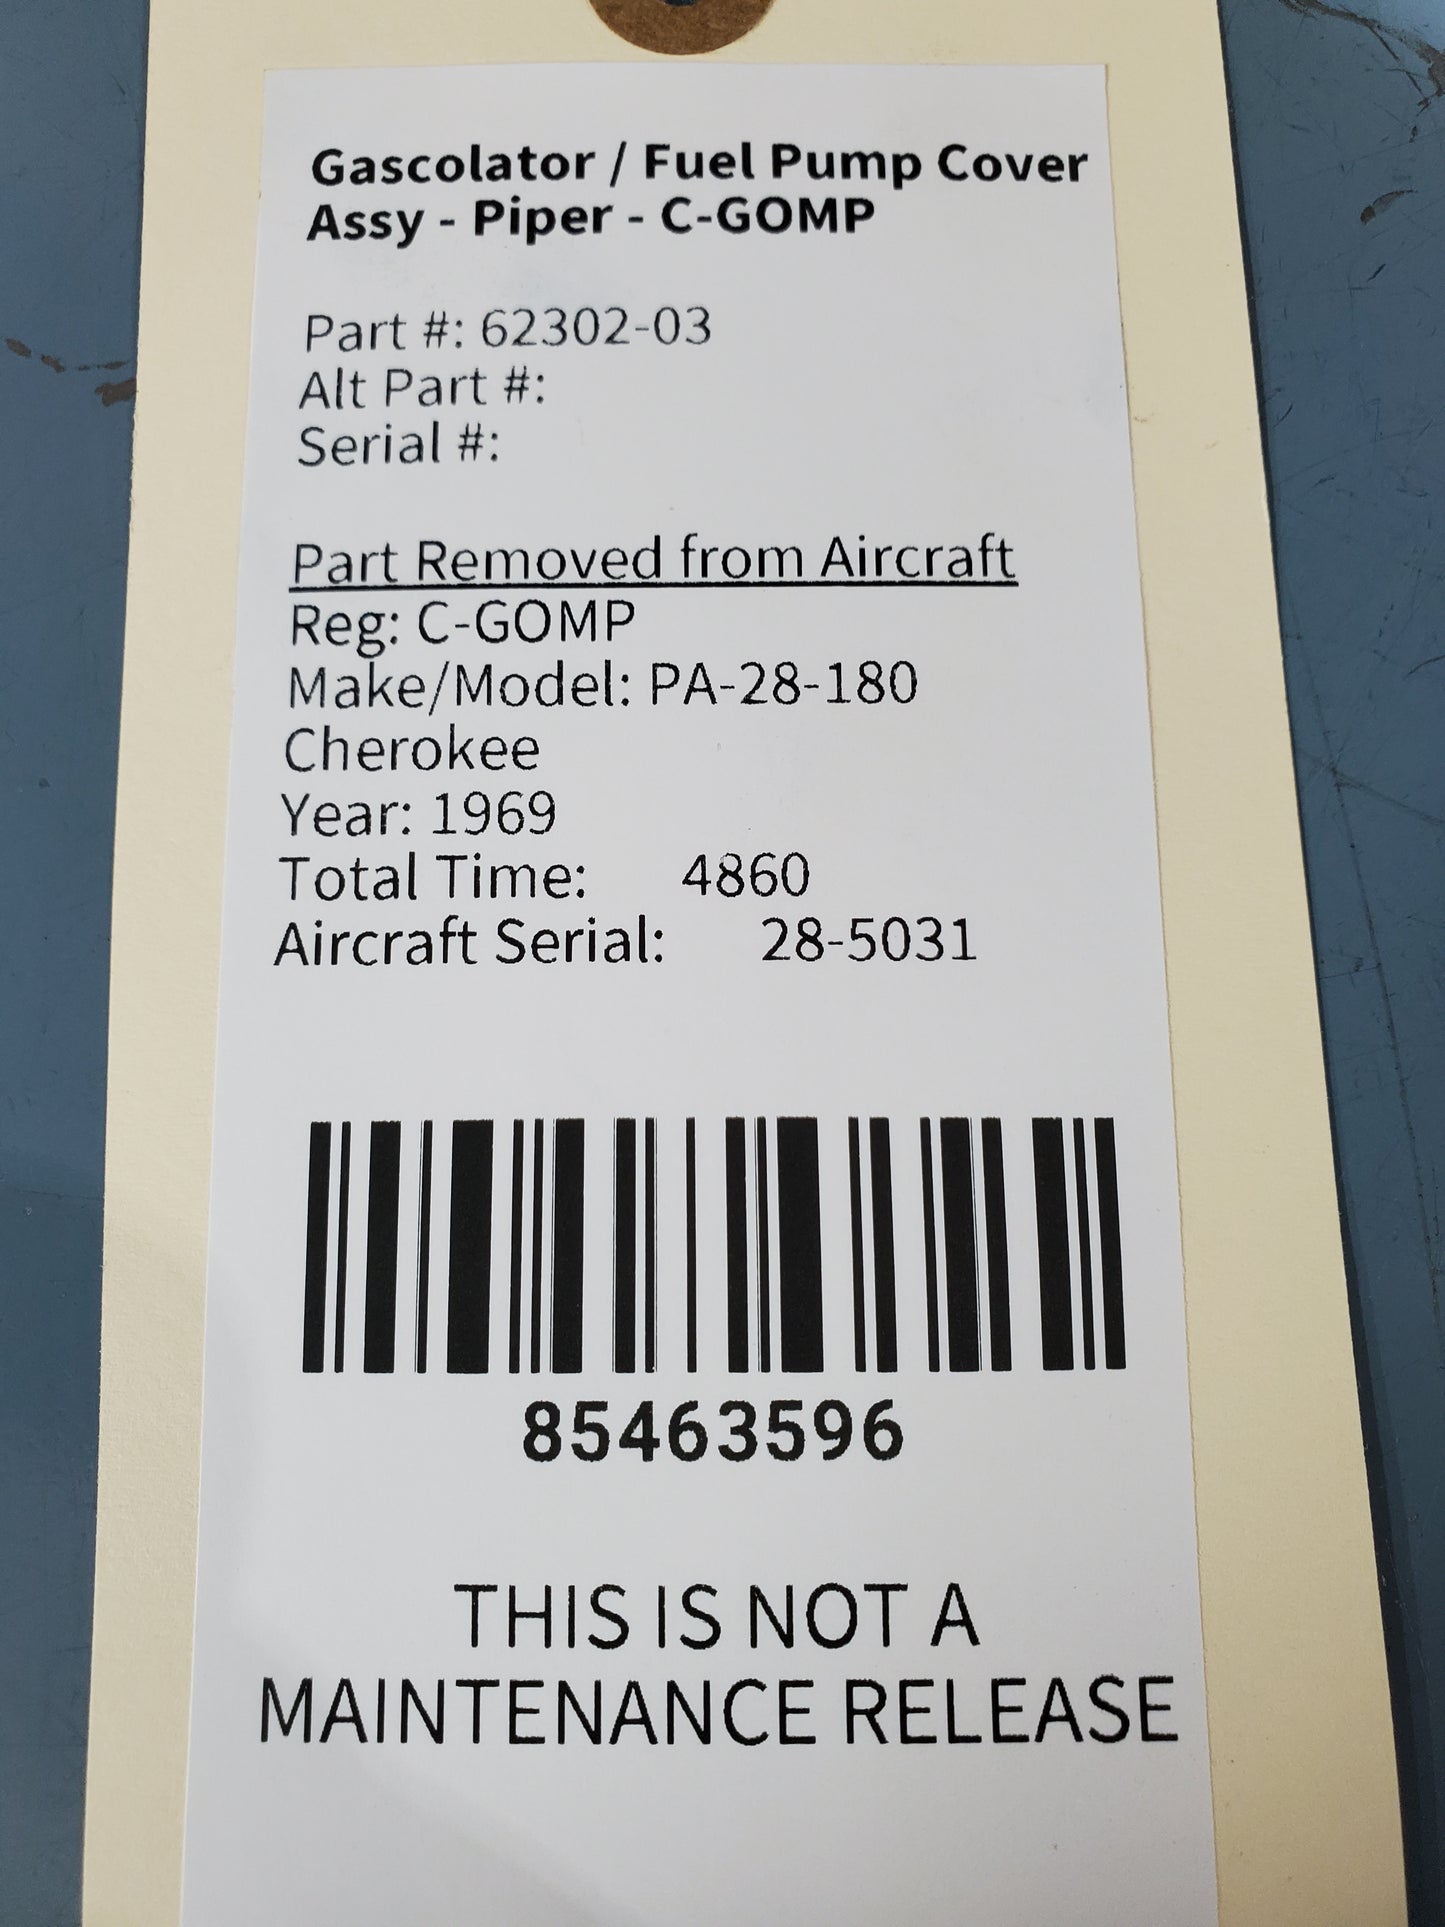 Gascolator / Fuel Pump Cover
Assy - Piper - C-GOMP
Part #: 62302-03
Alt Part #:
Serial #:
Part Removed from Aircraft
Reg: C-GOMP
Make/Model: PA-28-180
Cherokee
Year: 1969
Total Time: 4860
Aircraft Serial: 28-5031
85463596
THIS IS NOT A
MAINTENANCE RELEASE